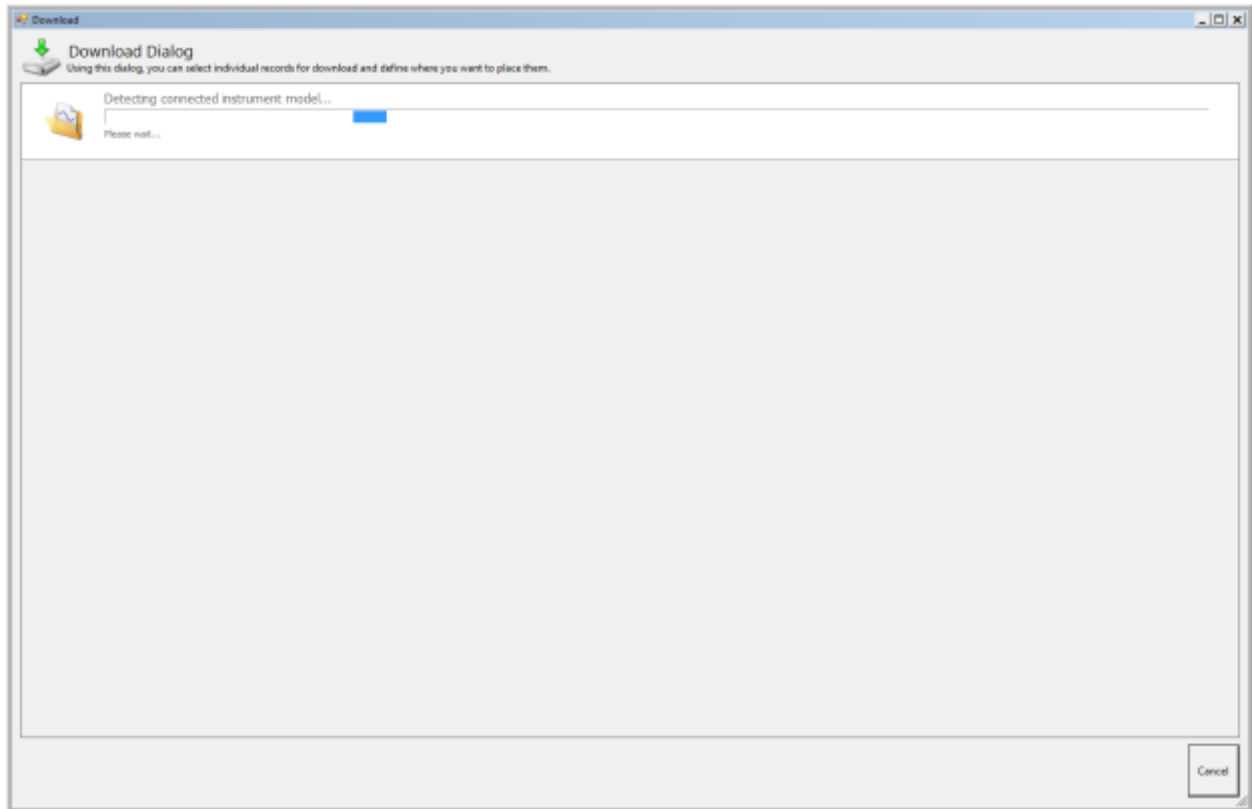 Download
Download Dialog
Using this dialog, you can select individual records for download and define where you want to place them.
Detecting connected instrument model...
Please wait...
Cancel